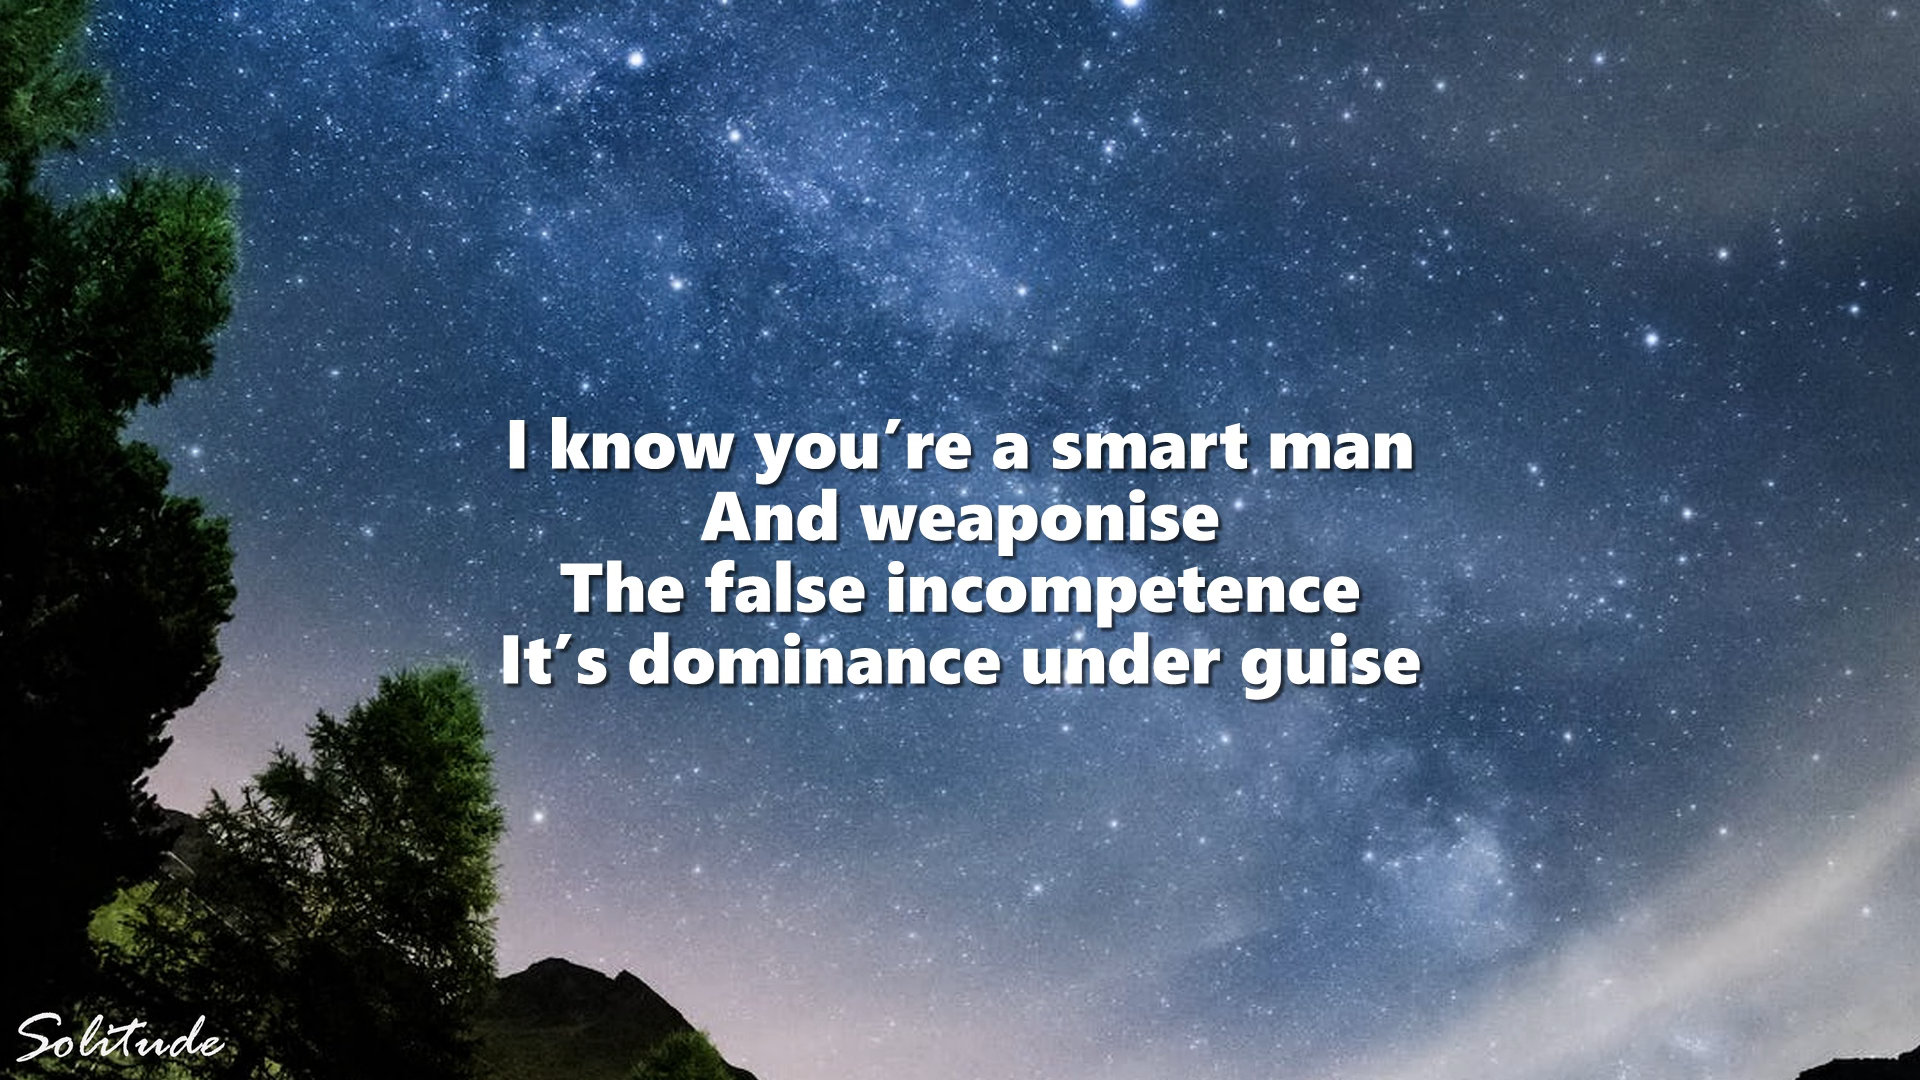 I know you're a smart man
And weaponise
The false incompetence
It's dominance under guise
Solitude